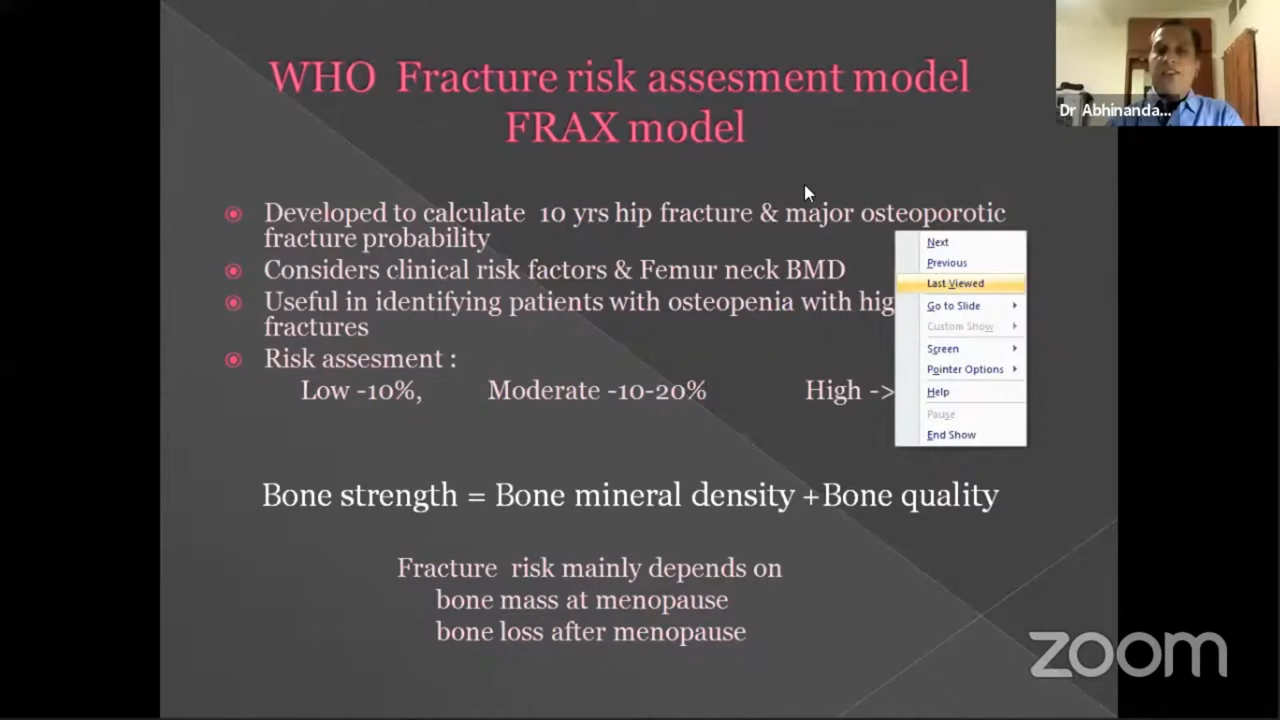 WHO Fracture risk assesment model
FRAX model
Dr Abhinanda...
Developed to calculate 10 yrs hip fracture & major osteoporotic
fracture probability
Considers clinical risk factors & Femur neck BMD
Useful in identifying patients with osteopenia with hig
fractures
Risk assesment :
Low -10%, Moderate -10-20% High ->
Next
Previous
Last Viewed
Go to Slide
Custom Show
Screen
Pointer Options
Help
Pause
End Show
Bone strength = Bone mineral density +Bone quality
Fracture risk mainly depends on
bone mass at menopause
bone loss after menopause
zoom